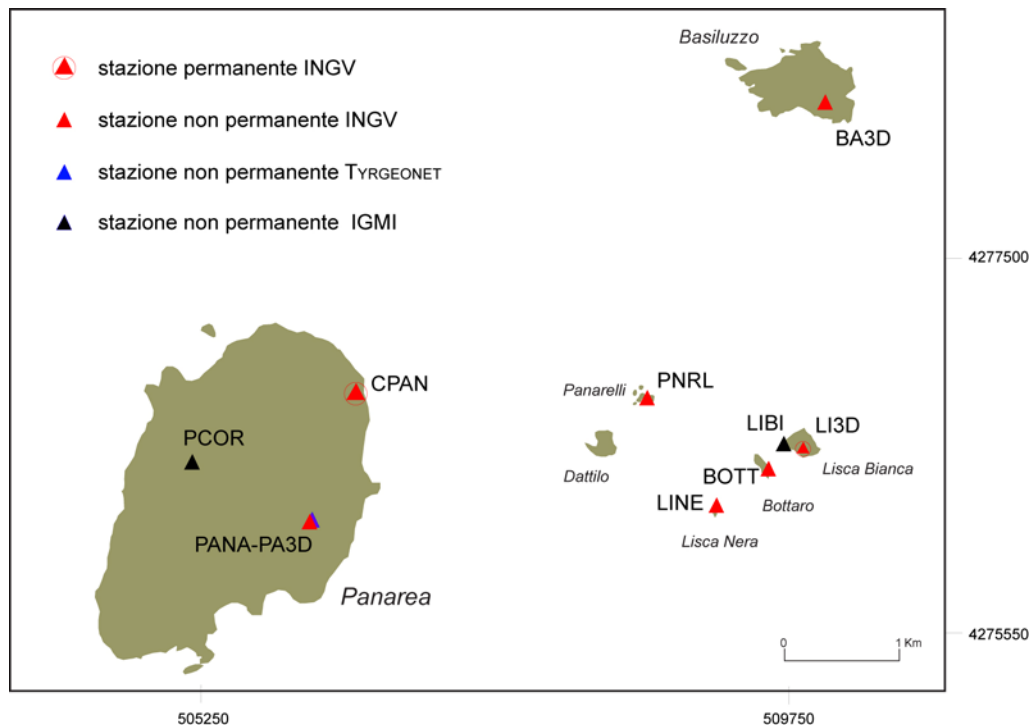 Basiluzzo
stazione permanente INGV
stazione non permanente INGV
BA3D
stazione non permanente TYRGEONET
stazione non permanente IGMI
4277500
CPAN
PNRL
Panarelli
LIBI
LI3D
PCOR
Dattilo
BOTT
Lisca Bianca
LINE
Bottaro
PANA-PA3D
Lisca Nera
Panarea
4275550
0
1 Km
505250
509750